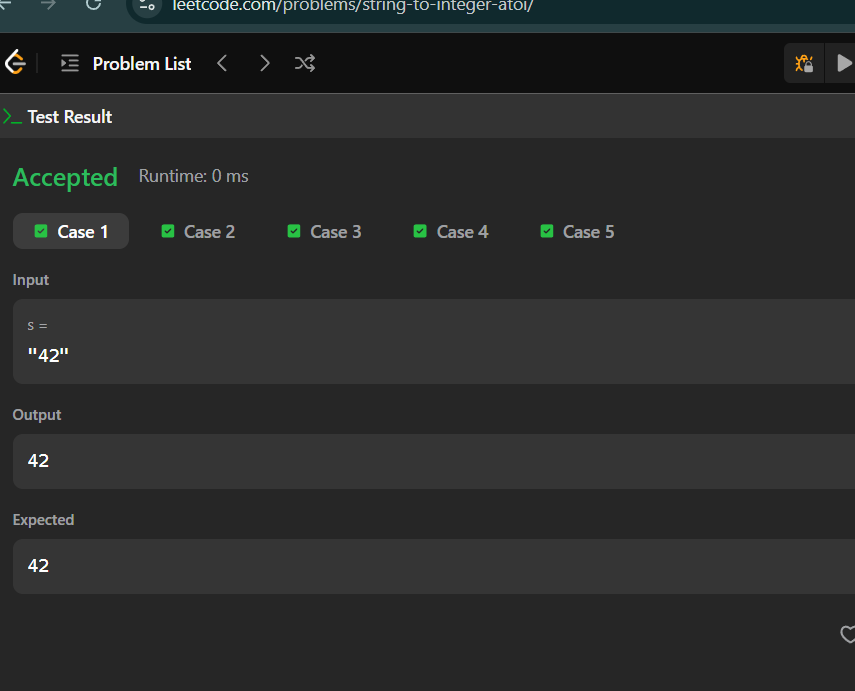 leetcode.com/problems/string-to-integer-atoi/
Problem List
Test Result
Accepted Runtime: 0 ms
Case 1 Case 2 Case 3 Case 4 Case 5
Input
s =
"42"
Output
42
Expected
42